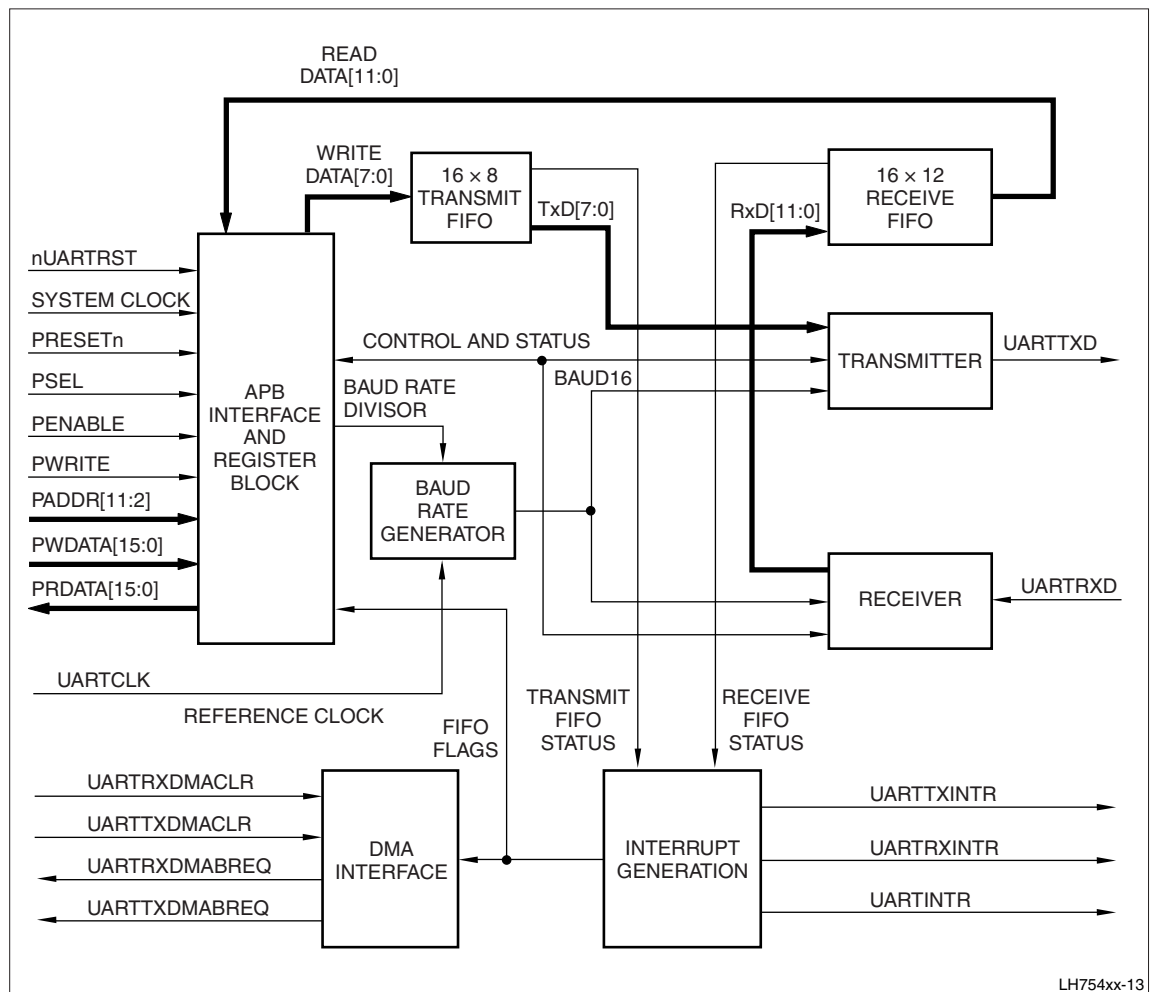 READ
DATA[11:0]
WRITE
DATA[7:0]
16 × 8
TRANSMIT
FIFO
TxD[7:0]
RxD[11:0]
16 × 12
RECEIVE
FIFO
nUARTRST
SYSTEM CLOCK
PRESETn
PSEL
PENABLE
PWRITE
PADDR[11:2]
PWDATA[15:0]
PRDATA[15:0]
APB
INTERFACE
AND
REGISTER
BLOCK
CONTROL AND STATUS
BAUD RATE
DIVISOR
BAUD16
TRANSMITTER
UARTTXD
BAUD
RATE
GENERATOR
RECEIVER
UARTRXD
UARTCLK
REFERENCE CLOCK
FIFO
FLAGS
TRANSMIT
FIFO
STATUS
RECEIVE
FIFO
STATUS
UARTRXDMACLR
UARTTXDMACLR
UARTRXDMABREQ
UARTTXDMABREQ
DMA
INTERFACE
INTERRUPT
GENERATION
UARTTXINTR
UARTRXINTR
UARTINTR
LH754xx-13